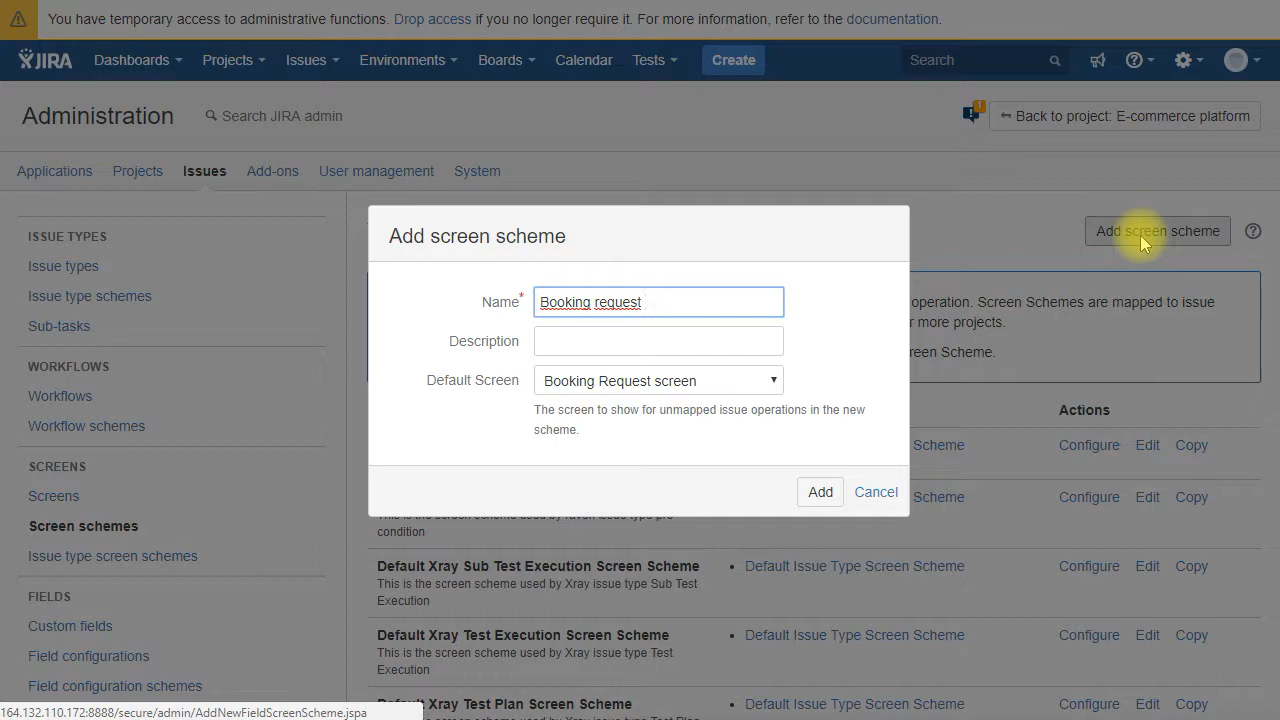 You have temporary access to administrative functions. Drop access if you no longer require it. For more information, refer to the documentation.
JIRA Dashboards Projects Issues Environments Boards Calendar Tests Create Search
Administration Search JIRA admin 1 Back to project: E-commerce platform
Applications Projects Issues Add-ons User management System
Add screen scheme
ISSUE TYPES
Issue types
Issue type schemes
Sub-tasks
WORKFLOWS
Workflows
Workflow schemes
SCREENS
Screens
Screen schemes
Issue type screen schemes
FIELDS
Custom fields
Field configurations
Field configuration schemes
Add screen scheme
Name* Booking request
Description
Default Screen Booking Request screen
The screen to show for unmapped issue operations in the new
scheme.
Add Cancel
operation. Screen Schemes are mapped to issue
more projects.
Scheme.
Actions
Scheme Configure Edit Copy
Scheme Configure Edit Copy
condition
Default Xray Sub Test Execution Screen Scheme • Default Issue Type Screen Scheme Configure Edit Copy
This is the screen scheme used by Xray issue type Sub Test
Execution
Default Xray Test Execution Screen Scheme • Default Issue Type Screen Scheme Configure Edit Copy
This is the screen scheme used by Xray issue type Test
Execution
Default Xray Test Plan Screen Scheme • Default Issue Type Screen Scheme Configure Edit Copy
164.132.110.172:8888/secure/admin/AddNewFieldScreenScheme.jspa